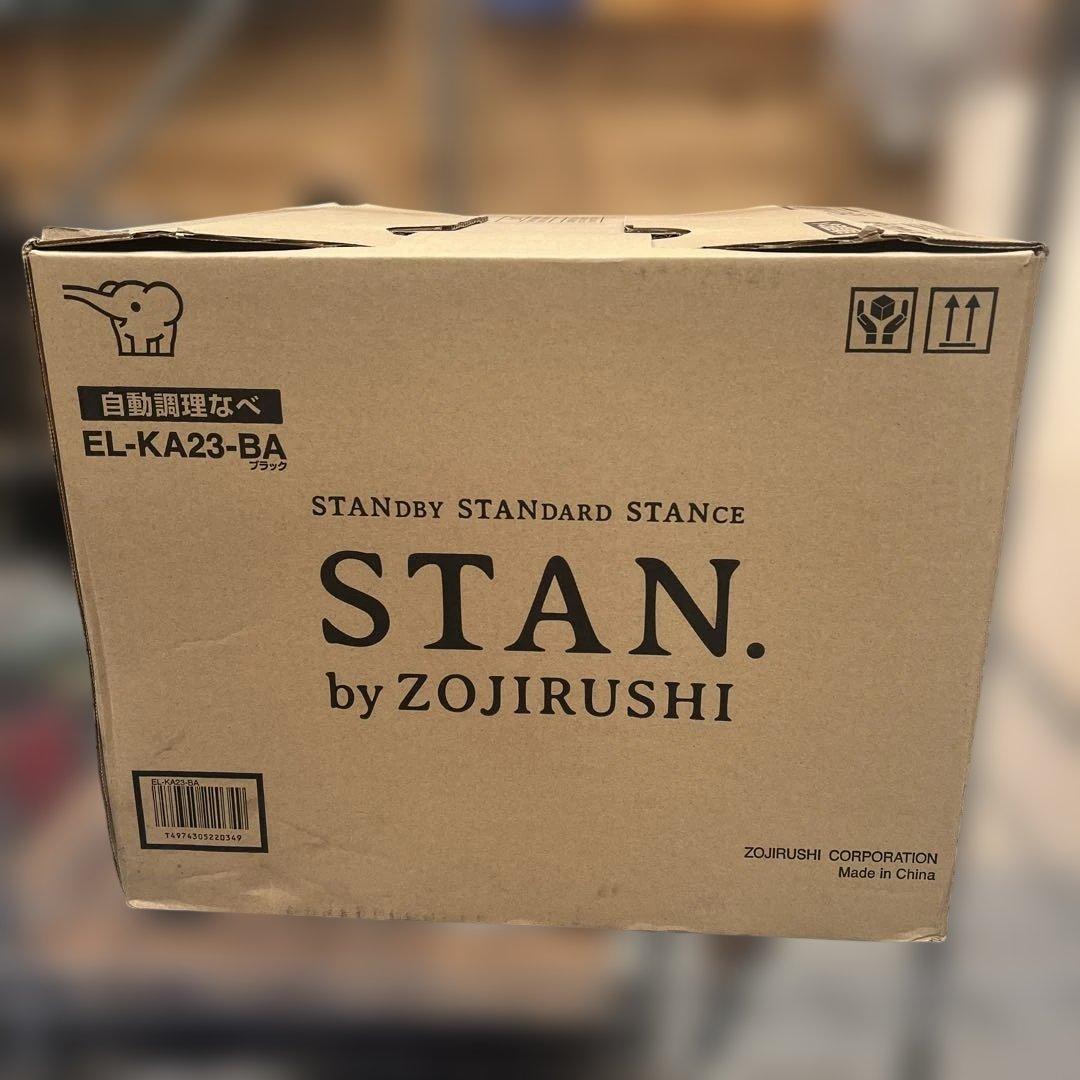 自動調理なべ
EL-KA23-BA
ブラック
STANDBY STANDARD STANCE
STAN.
by ZOJIRUSHI
EL-KA23-BA
T4974305220349
ZOJIRUSHI CORPORATION
Made in China